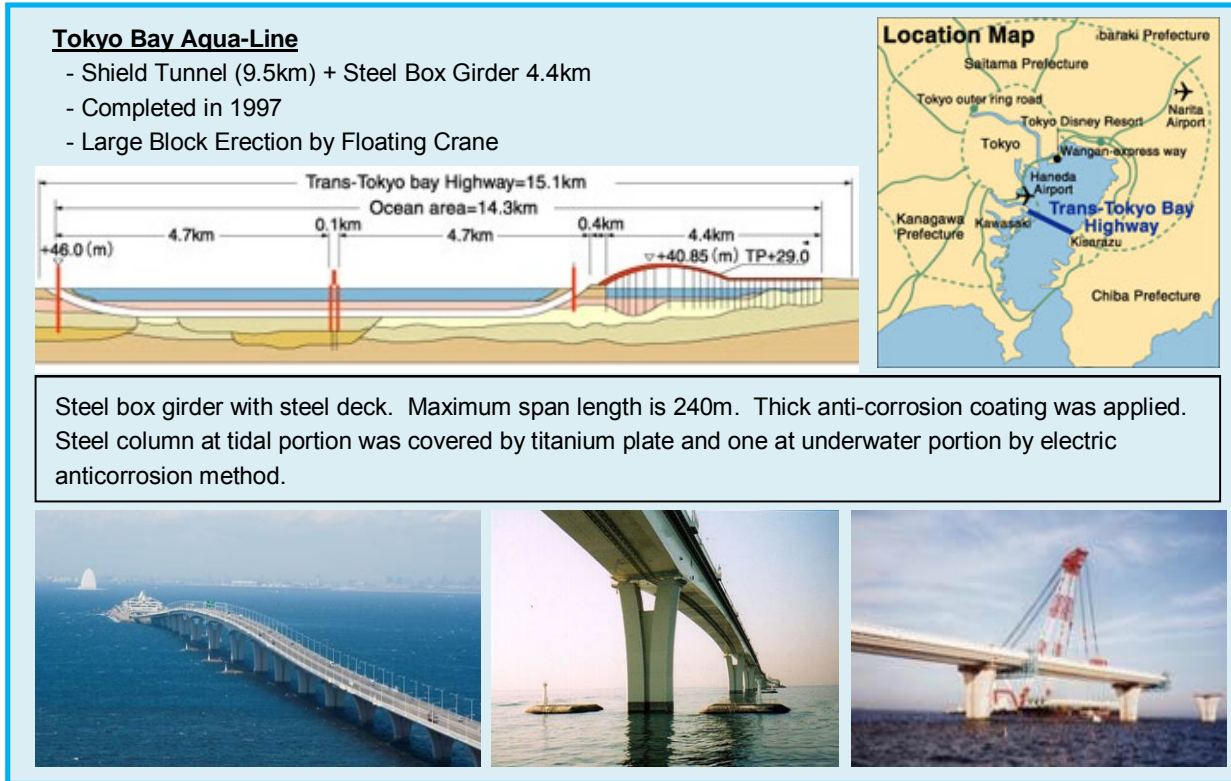 Tokyo Bay Aqua-Line
- Shield Tunnel (9.5km) + Steel Box Girder 4.4km
- Completed in 1997
- Large Block Erection by Floating Crane
Trans-Tokyo bay Highway=15.1km
Ocean area=14.3km
4.7km
0.1km
4.7km
0.4km
4.4km
+46.0 (m)
▽+40.85 (m) TP+29.0
Location Map
baraki Prefecture
Saitama Prefecture
Tokyo outer ring road
Narita
Airport
Tokyo Disney Resort
Tokyo
Wangan-express way
Haneda
Airport
Kanagawa
Prefecture
Kawasaki
Trans-Tokyo Bay
Highway
Kisarazu
Chiba Prefecture
Steel box girder with steel deck. Maximum span length is 240m. Thick anti-corrosion coating was applied.
Steel column at tidal portion was covered by titanium plate and one at underwater portion by electric
anticorrosion method.